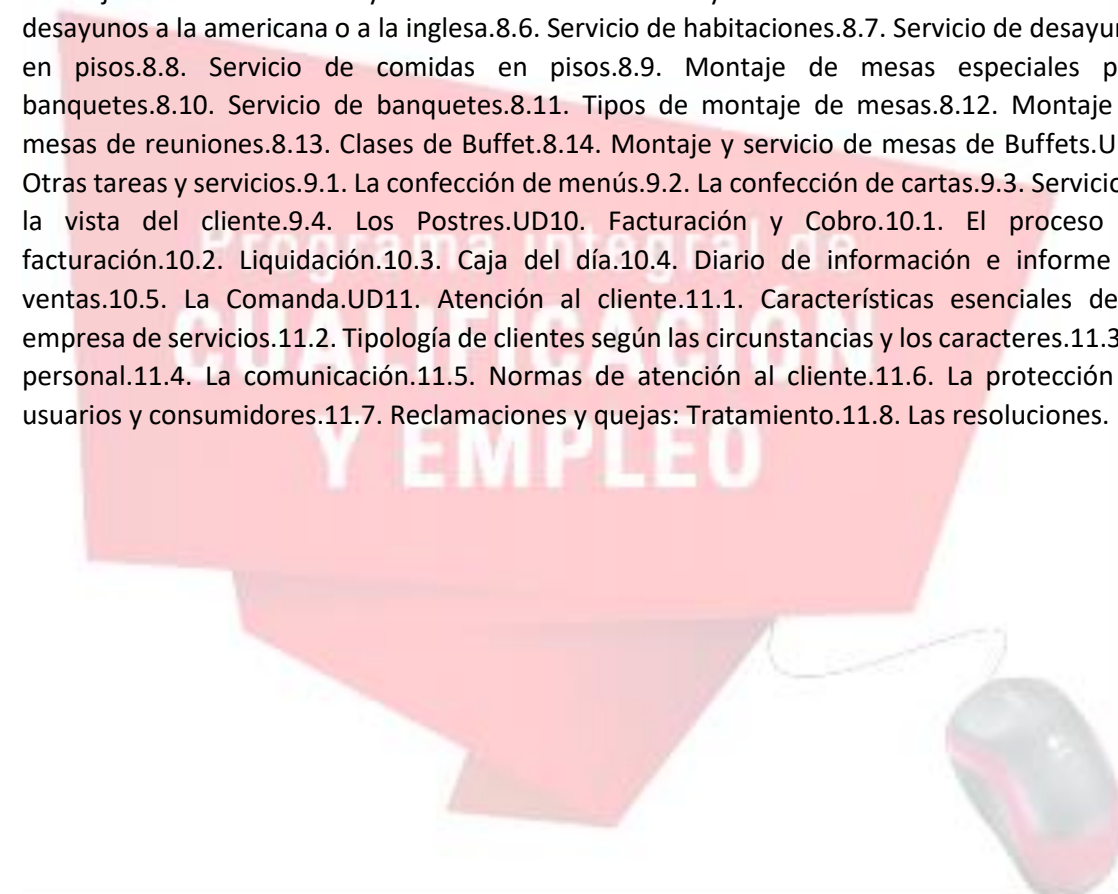 desayunos a la americana o a la inglesa.8.6. Servicio de habitaciones.8.7. Servicio de desayun
en pisos.8.8. Servicio de comidas en pisos.8.9. Montaje de mesas especiales p
banquetes.8.10. Servicio de banquetes.8.11. Tipos de montaje de mesas.8.12. Montaje
mesas de reuniones.8.13. Clases de Buffet.8.14. Montaje y servicio de mesas de Buffets.U
Otras tareas y servicios.9.1. La confección de menús.9.2. La confección de cartas.9.3. Servicio
la vista del cliente.9.4. Los Postres.UD10. Facturación y Cobro.10.1. El proceso
facturación.10.2. Liquidación.10.3. Caja del día.10.4. Diario de información e informe
ventas.10.5. La Comanda.UD11. Atención al cliente.11.1. Cáracterísticas esenciales de
empresa de servicios.11.2. Tipología de clientes según las circunstancias y los caracteres.11.3
personal.11.4. La comunicación.11.5. Normas de atención al cliente.11.6. La protección
usuarios y consumidores.11.7. Reclamaciones y quejas: Tratamiento.11.8. Las resoluciones.
Programa integral de
CUALIFICACIÓN
Y EMPLEO